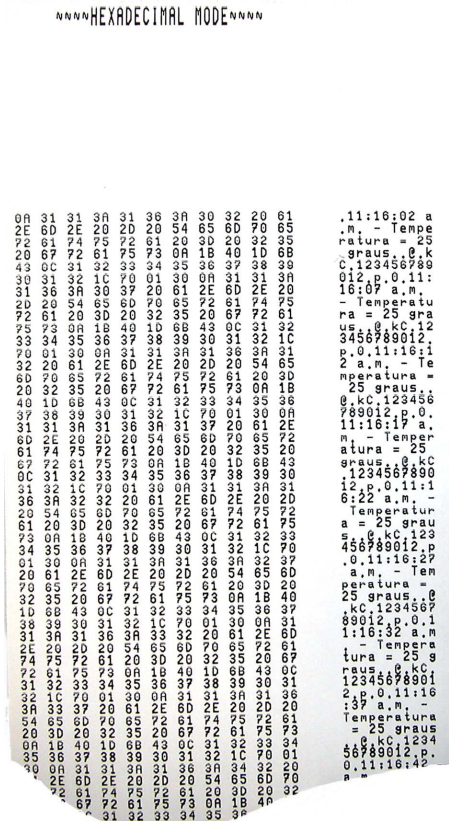 ~~~~HEXADECIMAL MODE~~~~
0A 31 31 3A 31 36 3A 30 32 20 61 .11:16:02 a
2E 6D 2E 20 2D 20 54 65 6D 70 65 .m. - Tempe
72 61 74 75 72 61 20 3D 20 32 35 ratura = 25
20 67 72 61 75 73 0A 1B 40 1D 6B graus..@.k
43 0C 31 32 33 34 35 36 37 38 39 C.123456789
30 31 32 1C 70 01 30 0A 31 31 3A 012.p.0.11:
31 36 3A 30 37 20 61 2E 6D 2E 20 16:07 a.m.
2D 20 54 65 6D 70 65 72 61 74 75 - Temperatu
72 61 20 3D 20 32 35 20 67 72 61 ra = 25 gra
75 73 0A 1B 40 1D 6B 43 0C 31 32 us..@.kC.12
33 34 35 36 37 38 39 30 31 32 1C 3456789012.
70 01 30 0A 31 31 3A 31 36 3A 31 p.0.11:16:1
32 20 61 2E 6D 2E 20 2D 20 54 65 2 a.m. - Te
6D 70 65 72 61 74 75 72 61 20 3D mperatura =
20 32 35 20 67 72 61 75 73 0A 1B 25 graus..
40 1D 6B 43 0C 31 32 33 34 35 36 @.kC.123456
37 38 39 30 31 32 1C 70 01 30 0A 789012.p.0.
31 31 3A 31 36 3A 31 37 20 61 2E 11:16:17 a.
6D 2E 20 2D 20 54 65 6D 70 65 72 m. - Temper
61 74 75 72 61 20 3D 20 32 35 20 atura = 25
67 72 61 75 73 0A 1B 40 1D 6B 43 graus..@.kC
0C 31 32 33 34 35 36 37 38 39 30 .1234567890
31 32 1C 70 01 30 0A 31 31 3A 31 12.p.0.11:1
36 3A 32 32 20 61 2E 6D 2E 20 2D 6:22 a.m. -
20 54 65 6D 70 65 72 61 74 75 72 Temperatur
61 20 3D 20 32 35 20 67 72 61 75 a = 25 grau
73 0A 1B 40 1D 6B 43 0C 31 32 33 s..@.kC.123
34 35 36 37 38 39 30 31 32 1C 70 456789012.p
01 30 0A 31 31 3A 31 36 3A 32 37 .0.11:16:27
20 61 2E 6D 2E 20 2D 20 54 65 6D a.m. - Tem
70 65 72 61 74 75 72 61 20 3D 20 peratura =
32 35 20 67 72 61 75 73 0A 1B 40 25 graus..@
1D 6B 43 0C 31 32 33 34 35 36 37 .kC.1234567
38 39 30 31 32 1C 70 01 30 0A 31 89012.p.0.1
31 3A 31 36 3A 33 32 20 61 2E 6D 1:16:32 a.m
2E 20 2D 20 54 65 6D 70 65 72 61 . - Tempera
74 75 72 61 20 3D 20 32 35 20 67 tura = 25 g
72 61 75 73 0A 1B 40 1D 6B 43 0C raus..@.kC.
31 32 33 34 35 36 37 38 39 30 31 12345678901
32 1C 70 01 30 0A 31 31 3A 31 36 2.p.0.11:16
3A 33 37 20 61 2E 6D 2E 20 2D 20 :37 a.m. -
54 65 6D 70 65 72 61 74 75 72 61 Temperatura
20 3D 20 32 35 20 67 72 61 75 73 = 25 graus
0A 1B 40 1D 6B 43 0C 31 32 33 34 ..@.kC.1234
35 36 37 38 39 30 31 32 1C 70 01 56789012.p.
30 0A 31 31 3A 31 36 3A 34 32 20 0.11:16:42
2E 6D 2E 20 2D 20 54 65 6D 70 a.m.
72 61 74 75 72 61 20 3D 20 32
67 72 61 75 73 0A 1B 40
31 32 33 34 35 36